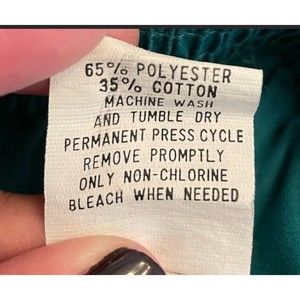 65% POLYESTER
35% COTTON
MACHINE WASH
AND TUMBLE DRY
PERMANENT PRESS CYCLE
REMOVE PROMPTLY
ONLY NON-CHLORINE
BLEACH WHEN NEEDED